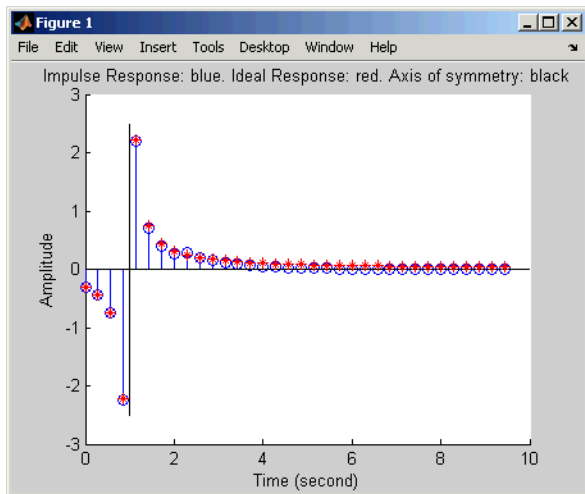 Figure 1
File Edit View Insert Tools Desktop Window Help
Impulse Response: blue. Ideal Response: red. Axis of symmetry: black
3
2
1
0
-1
-2
-3
Amplitude
0 2 4 6 8 10
Time (second)